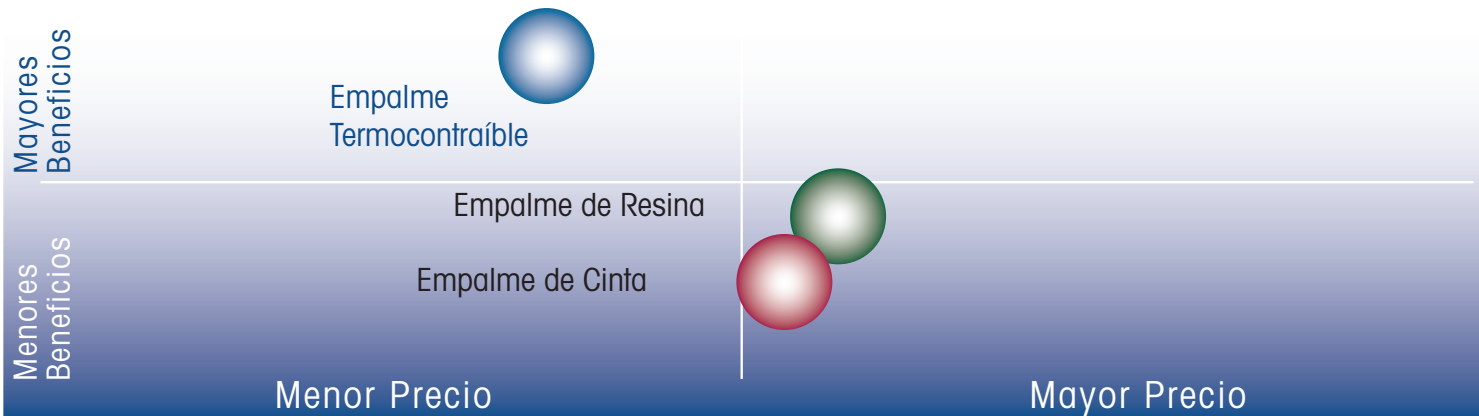 Mayores
Beneficios
Empalme
Termocontraíble
Empalme de Resina
Empalme de Cinta
Menores
Beneficios
Menor Precio
Mayor Precio